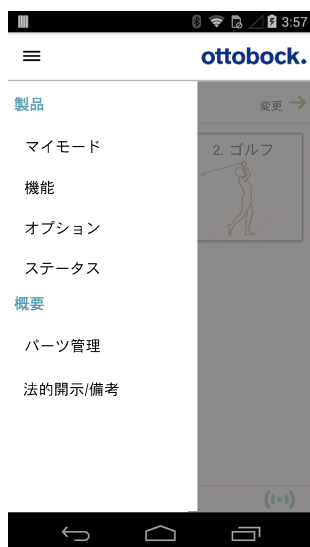 3:57
ottobock.
製品
変更
マイモード
2. ゴルフ
機能
オプション
ステータス
概要
パーツ管理
法的開示/備考